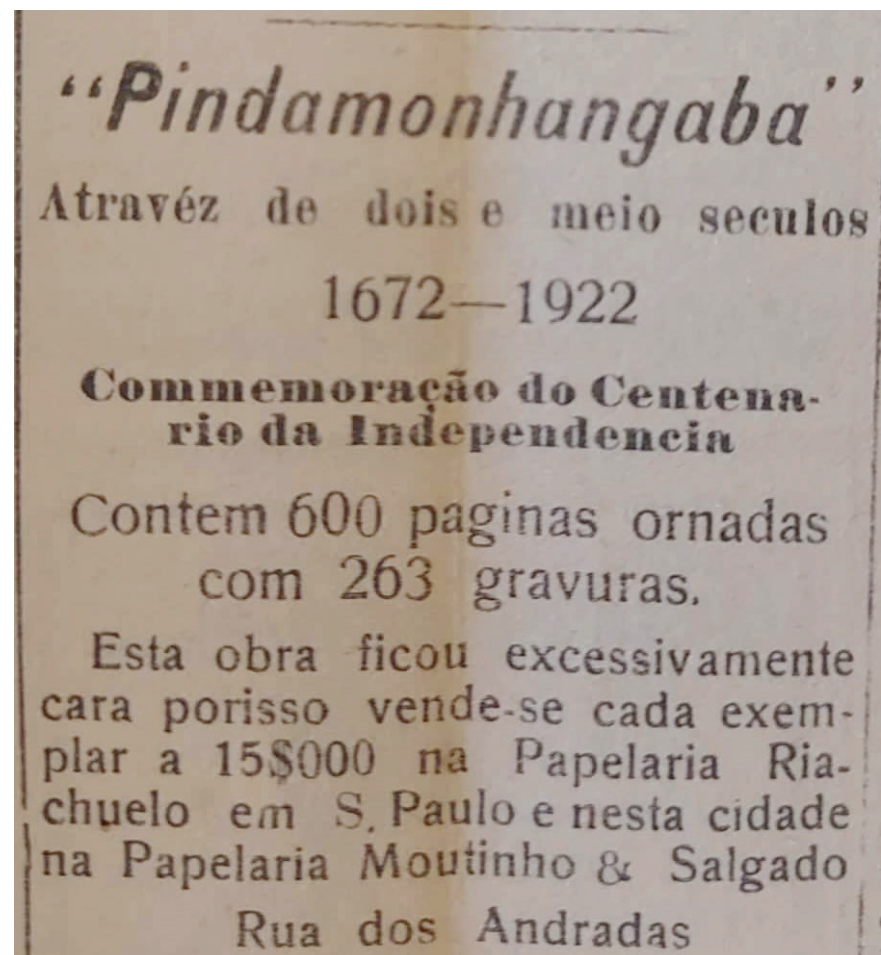 “Pindamonhangaba”
Atravéz de dois e meio seculos
1672—1922
Commemoração do Centena-
rio da Independencia
Contem 600 paginas ornadas
com 263 gravuras.
Esta obra ficou excessivamente
cara porisso vende-se cada exem-
plar a 15$000 na Papelaria Ria-
chuelo em S. Paulo e nesta cidade
na Papelaria Moutinho & Salgado
Rua dos Andradas